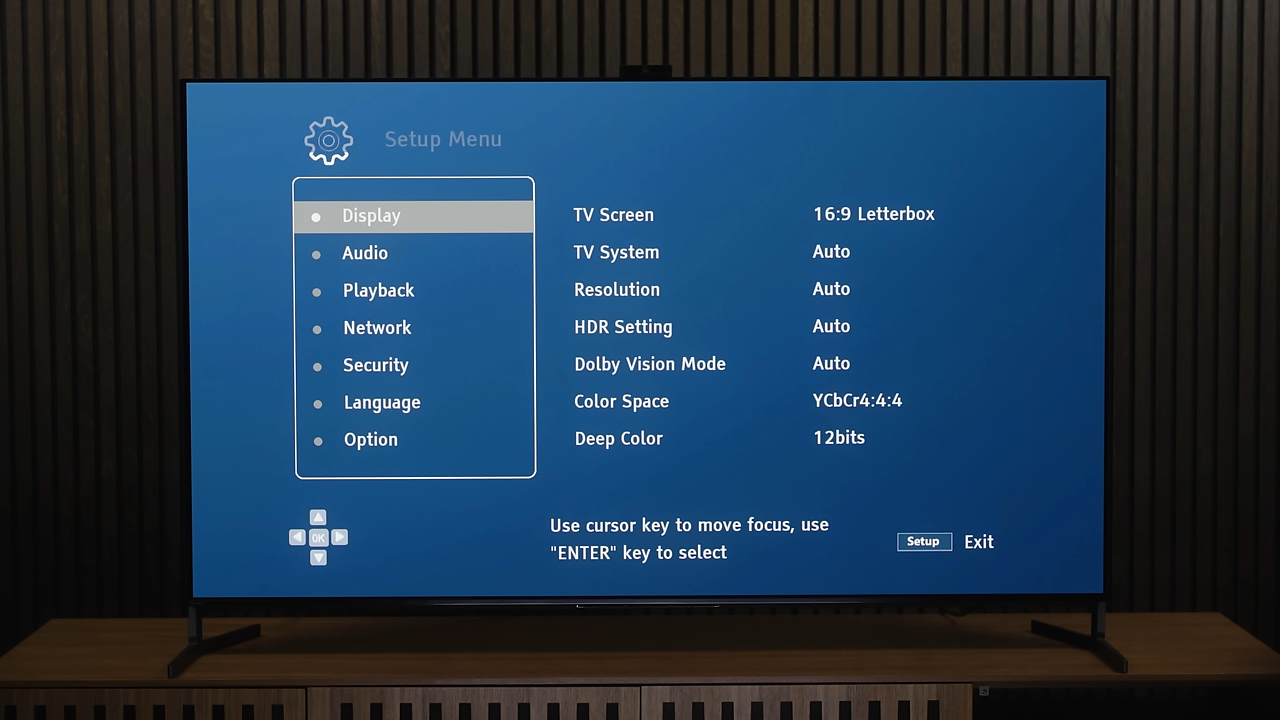 Setup Menu
Display
Audio
Playback
Network
Security
Language
Option
TV Screen 16:9 Letterbox
TV System Auto
Resolution Auto
HDR Setting Auto
Dolby Vision Mode Auto
Color Space YCbCr4:4:4
Deep Color 12bits
OK
Use cursor key to move focus, use
"ENTER" key to select
Setup Exit